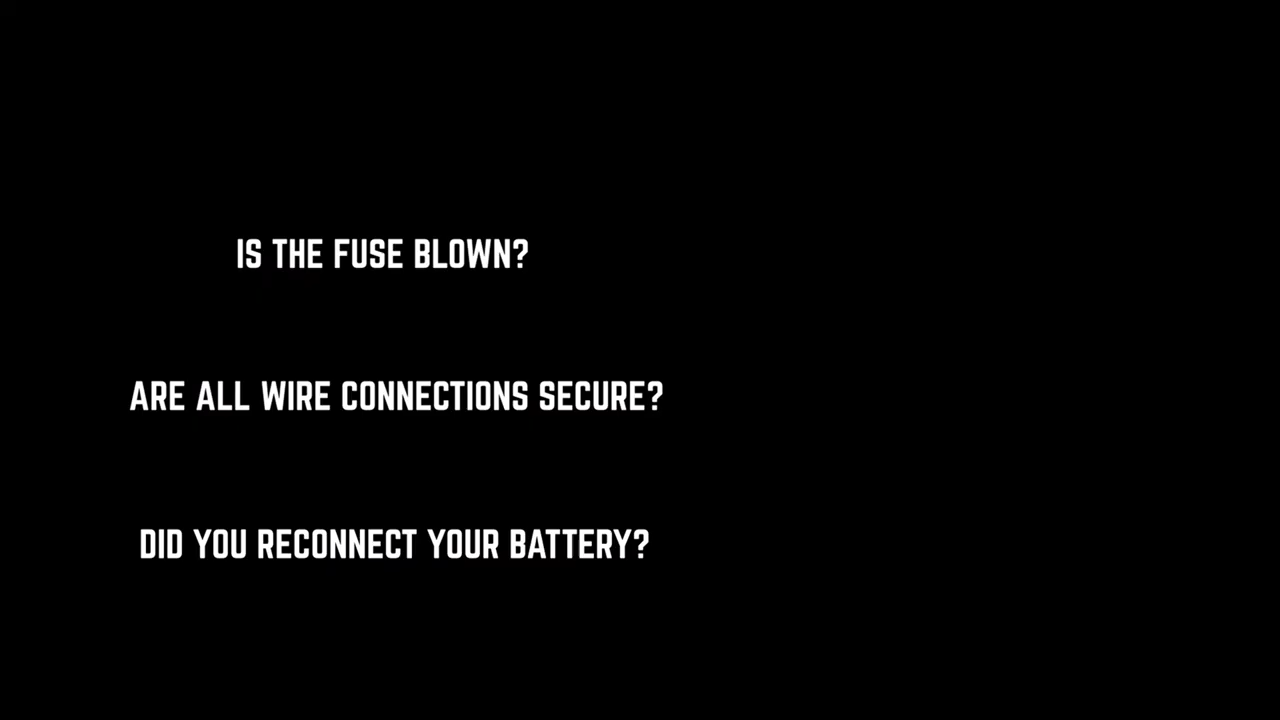 IS THE FUSE BLOWN?
ARE ALL WIRE CONNECTIONS SECURE?
DID YOU RECONNECT YOUR BATTERY?